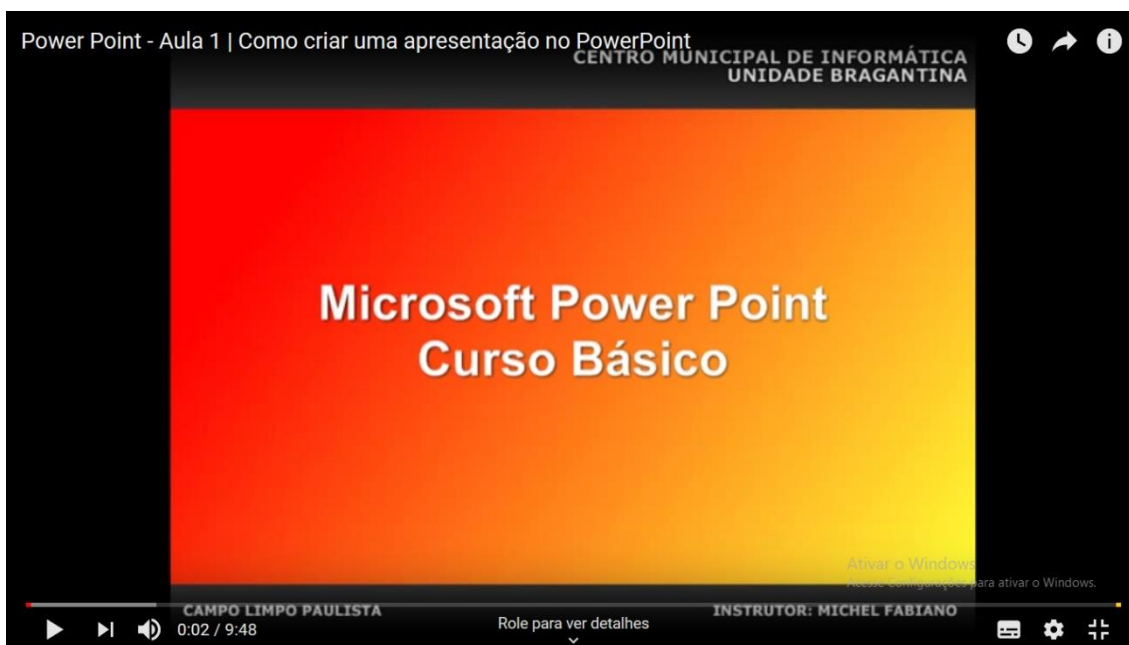 Power Point - Aula 1 | Como criar uma apresentação no PowerPoint
CENTRO MUNICIPAL DE INFORMÁTICA
UNIDADE BRAGANTINA
Microsoft Power Point
Curso Básico
Ativar o Windows
Acesse Configurações para ativar o Windows.
CAMPO LIMPO PAULISTA
INSTRUTOR: MICHEL FABIANO
0:02 / 9:48
Role para ver detalhes